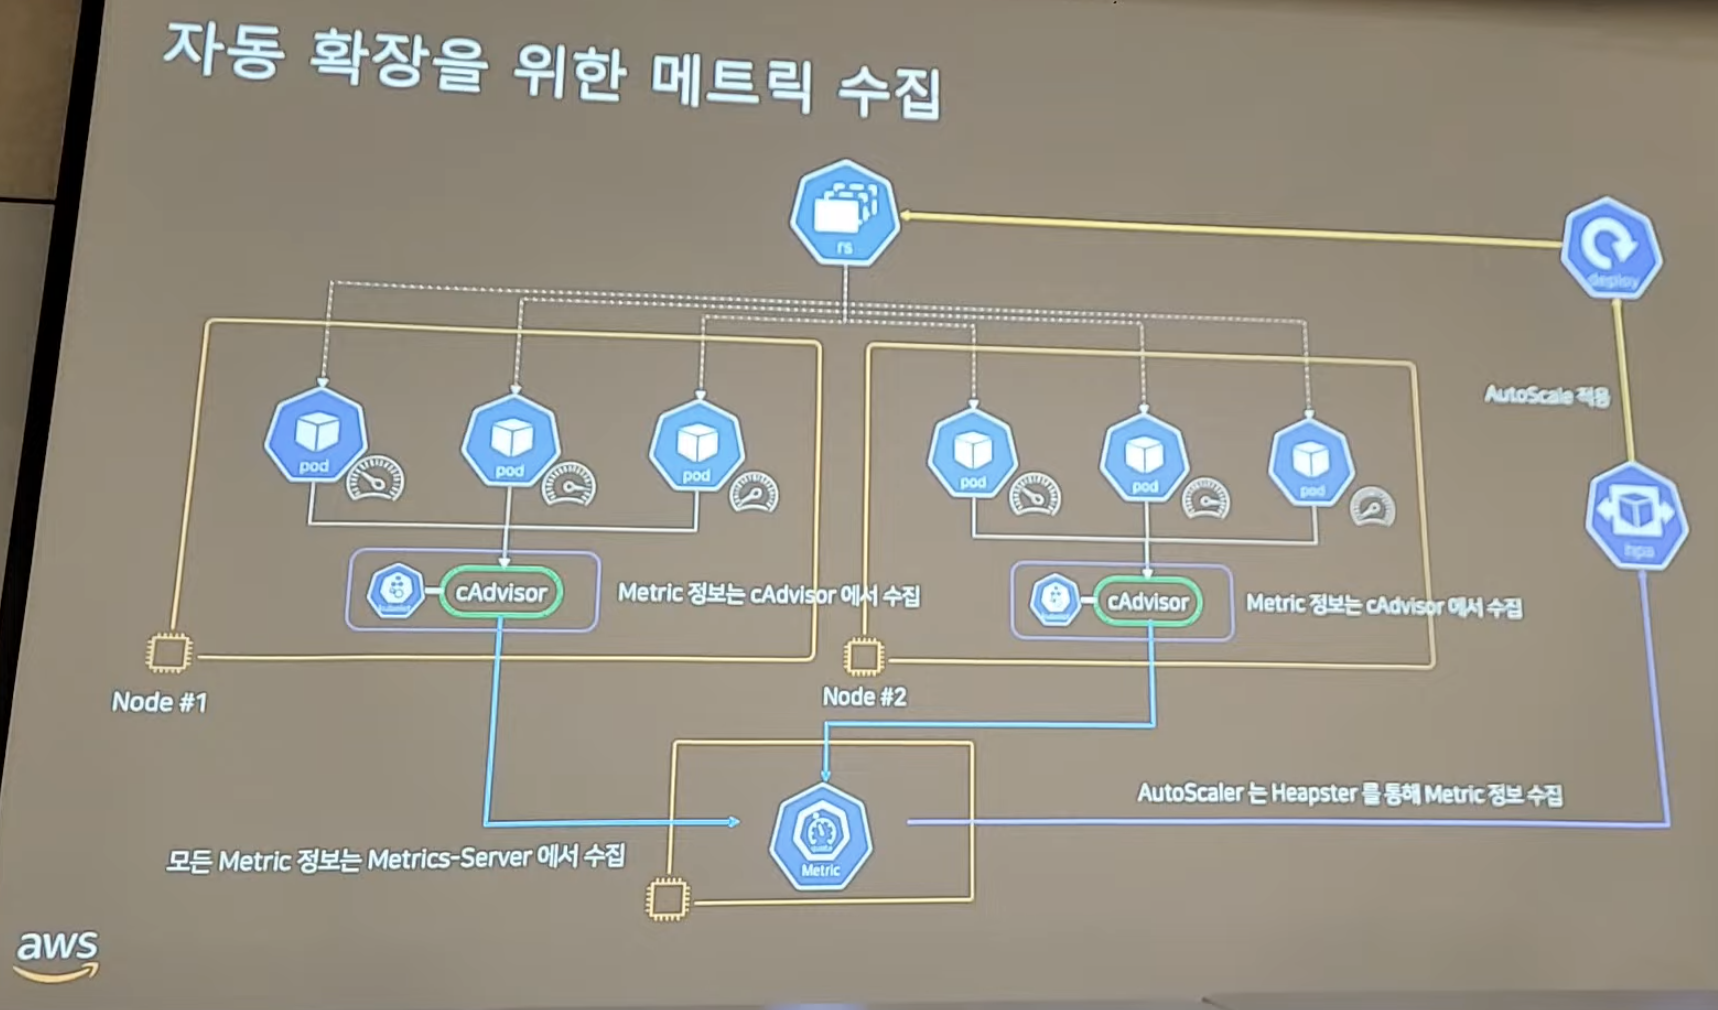 자동 확장을 위한 메트릭 수집
rs
deploy
AutoScale 적용
pod
pod
pod
pod
pod
pod
hpa
cAdvisor
Metric 정보는 cAdvisor 에서 수집
cAdvisor
Metric 정보는 cAdvisor 에서 수집
Node #1
Node #2
AutoScaler 는 Heapster 를 통해 Metric 정보 수집
모든 Metric 정보는 Metrics-Server 에서 수집
Metric
aws